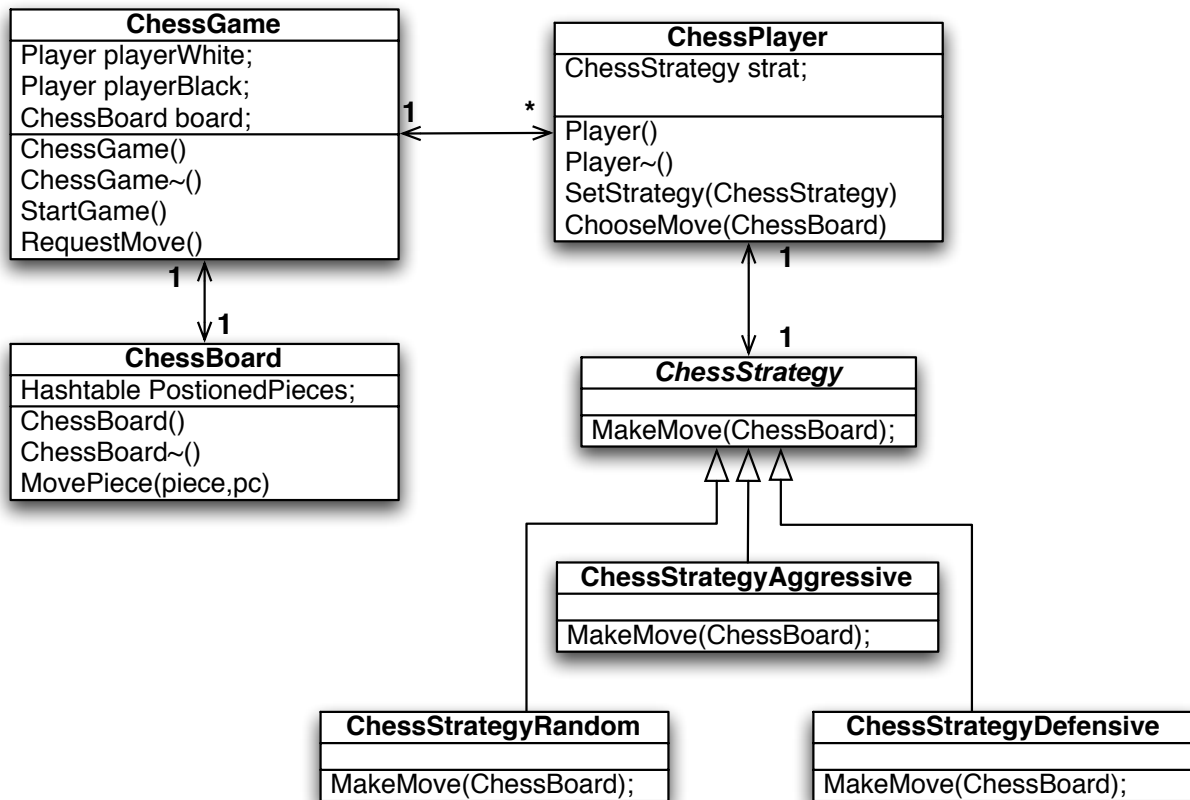 ChessGame
Player playerWhite;
Player playerBlack;
ChessBoard board;
ChessGame()
ChessGame~()
StartGame()
RequestMove()
1
*
ChessPlayer
ChessStrategy strat;
Player()
Player~()
SetStrategy(ChessStrategy)
ChooseMove(ChessBoard)
1
1
ChessBoard
Hashtable PostionedPieces;
ChessBoard()
ChessBoard~()
MovePiece(piece,pc)
1
1
ChessStrategy
MakeMove(ChessBoard);
ChessStrategyAggressive
MakeMove(ChessBoard);
ChessStrategyRandom
MakeMove(ChessBoard);
ChessStrategyDefensive
MakeMove(ChessBoard);